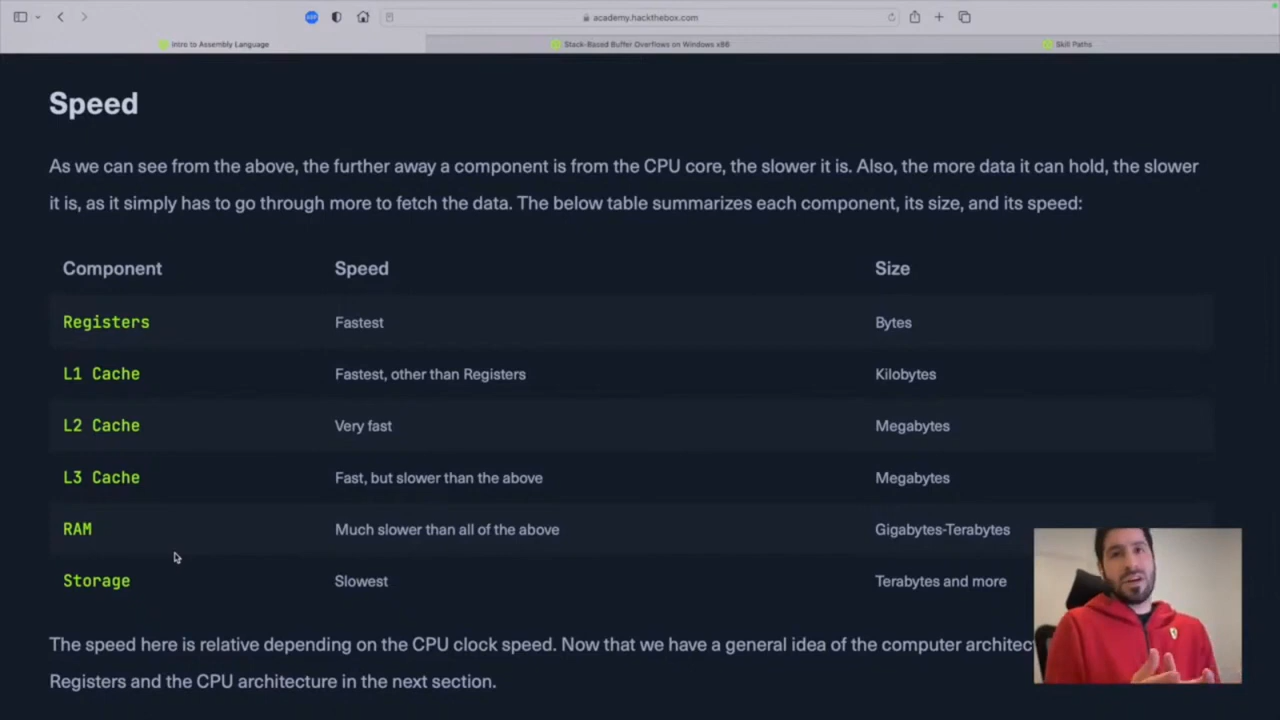 academy.hackthebox.com
Intro to Assembly Language
Stack-Based Buffer Overflows on Windows x86
Skill Paths
Speed
As we can see from the above, the further away a component is from the CPU core, the slower it is. Also, the more data it can hold, the slower
it is, as it simply has to go through more to fetch the data. The below table summarizes each component, its size, and its speed:
Component Speed Size
Registers Fastest Bytes
L1 Cache Fastest, other than Registers Kilobytes
L2 Cache Very fast Megabytes
L3 Cache Fast, but slower than the above Megabytes
RAM Much slower than all of the above Gigabytes-Terabytes
Storage Slowest Terabytes and more
The speed here is relative depending on the CPU clock speed. Now that we have a general idea of the computer architec
Registers and the CPU architecture in the next section.